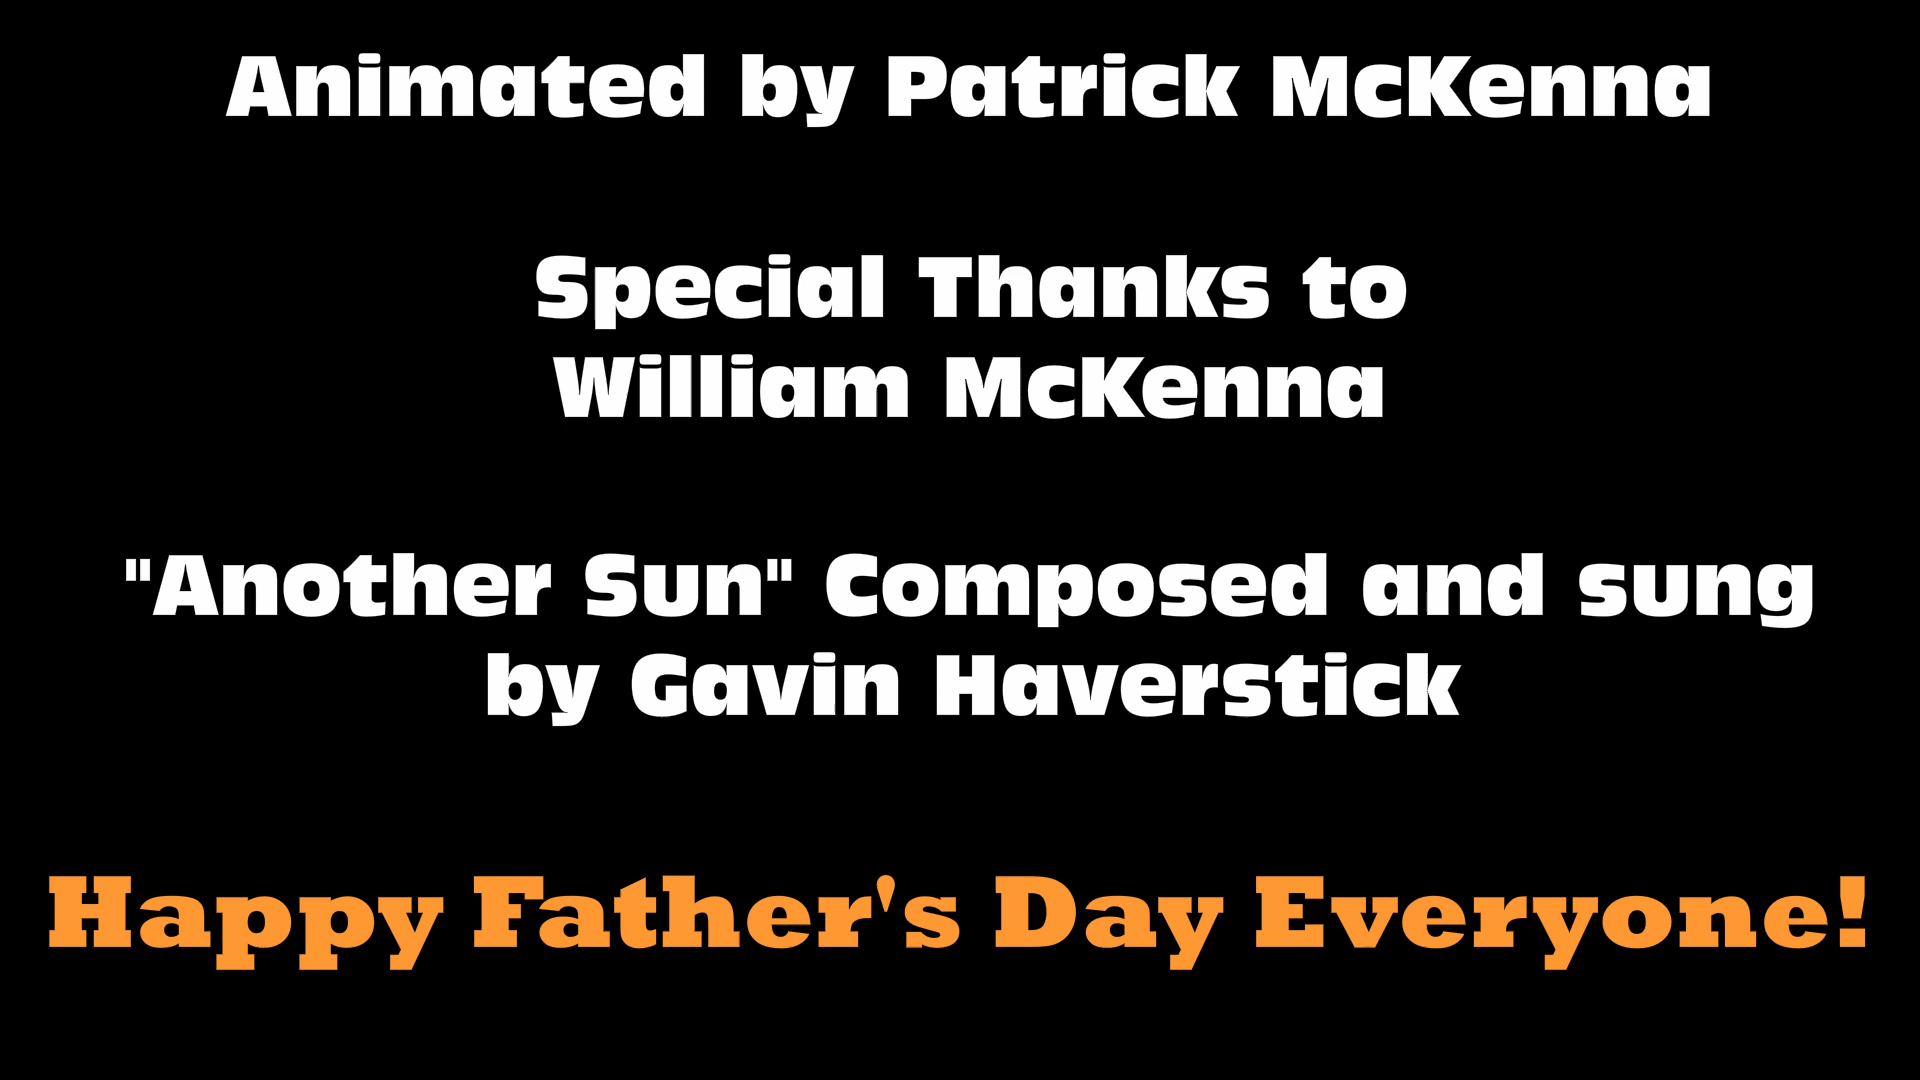 Animated by Patrick McKenna
Special Thanks to
William McKenna
"Another Sun" Composed and sung
by Gavin Haverstick
Happy Father's Day Everyone!